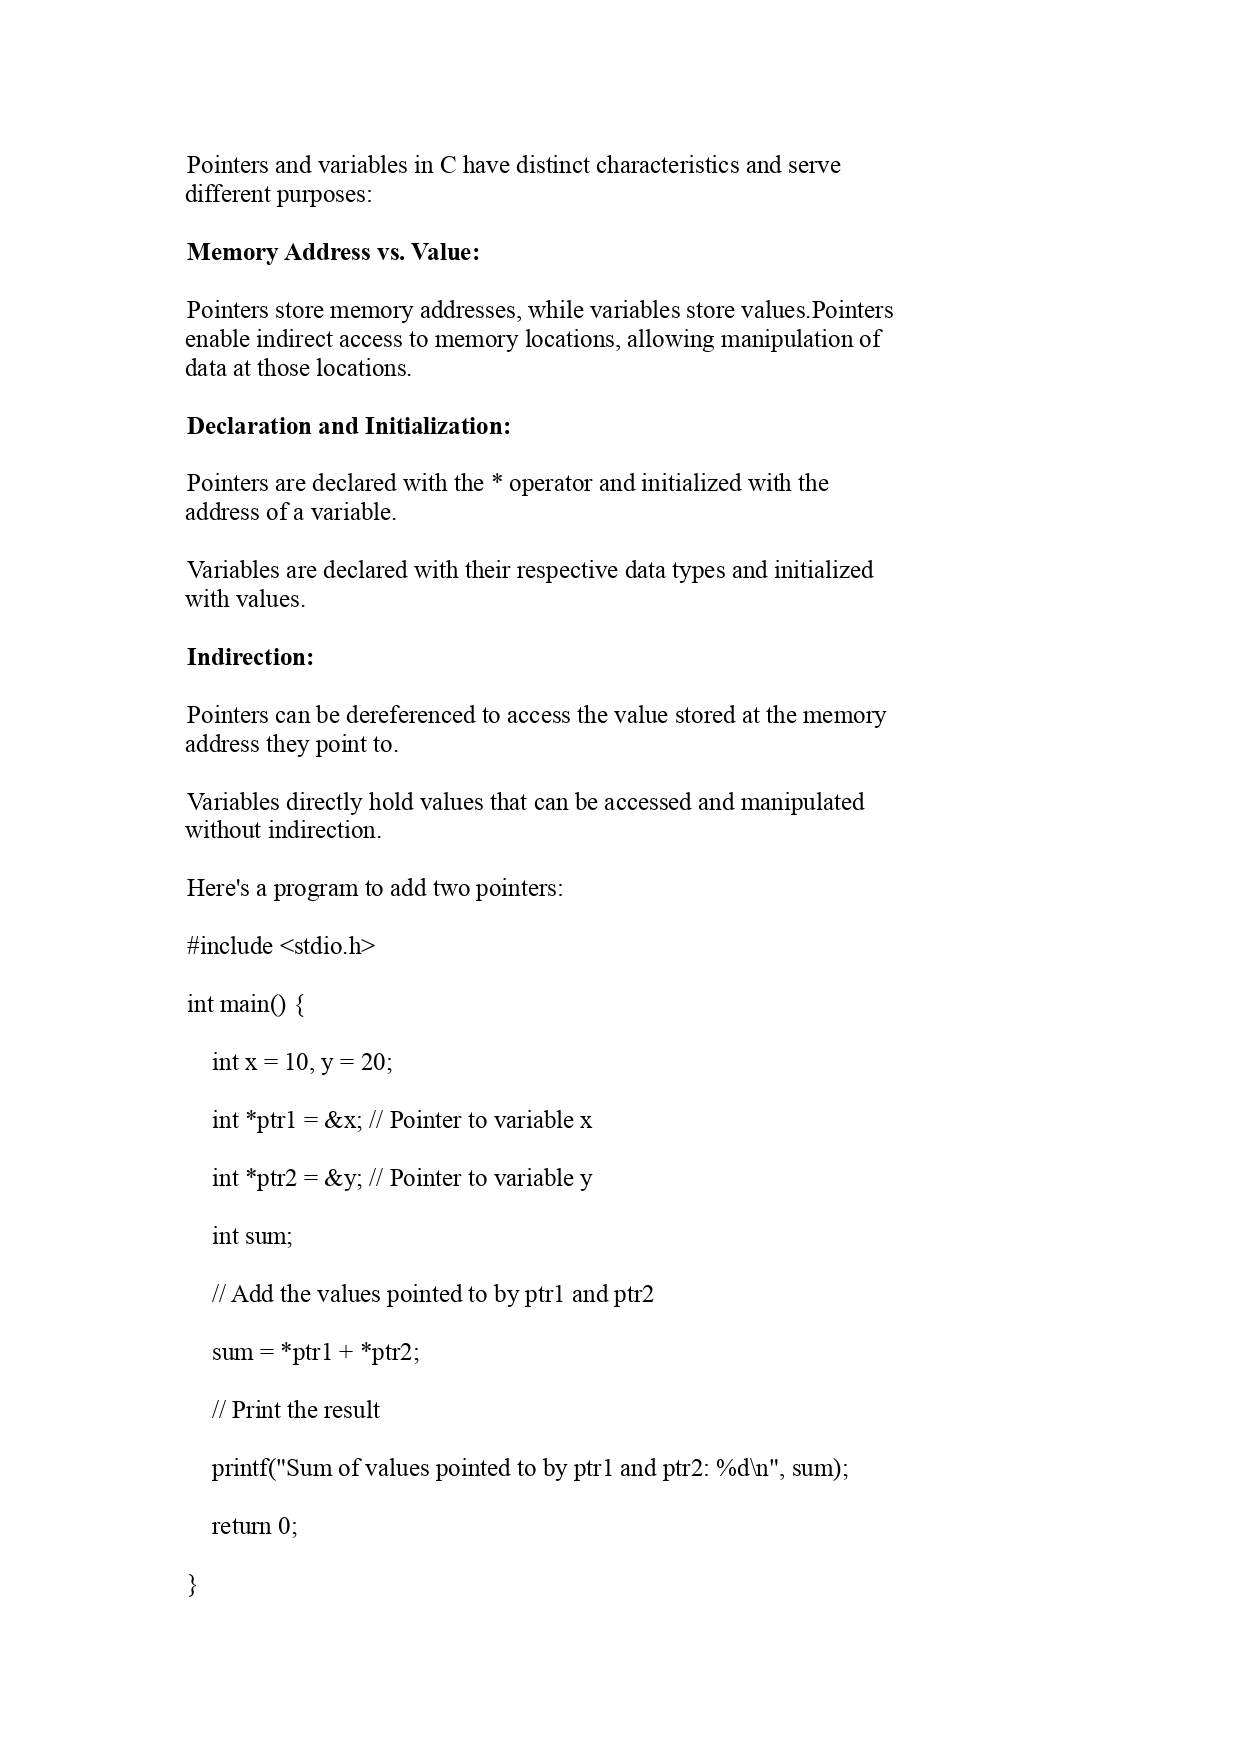 Pointers and variables in C have distinct characteristics and serve
different purposes:
Memory Address vs. Value:
Pointers store memory addresses, while variables store values.Pointers
enable indirect access to memory locations, allowing manipulation of
data at those locations.
Declaration and Initialization:
Pointers are declared with the * operator and initialized with the
address of a variable.
Variables are declared with their respective data types and initialized
with values.
Indirection:
Pointers can be dereferenced to access the value stored at the memory
address they point to.
Variables directly hold values that can be accessed and manipulated
without indirection.
Here's a program to add two pointers:
#include <stdio.h>
int main() {
    int x = 10, y = 20;
    int *ptr1 = &x; // Pointer to variable x
    int *ptr2 = &y; // Pointer to variable y
    int sum;
    // Add the values pointed to by ptr1 and ptr2
    sum = *ptr1 + *ptr2;
    // Print the result
    printf("Sum of values pointed to by ptr1 and ptr2: %d\n", sum);
    return 0;
}